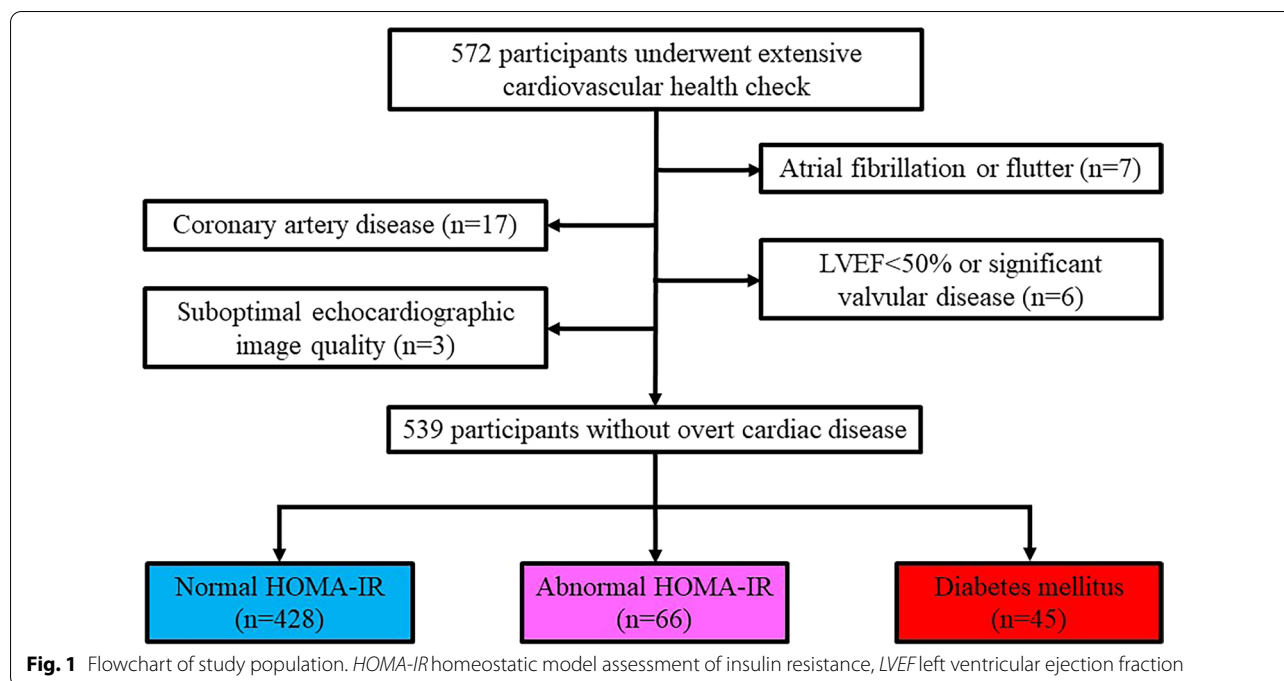 572 participants underwent extensive
cardiovascular health check
Atrial fibrillation or flutter (n=7)
Coronary artery disease (n=17)
LVEF<50% or significant
valvular disease (n=6)
Suboptimal echocardiographic
image quality (n=3)
539 participants without overt cardiac disease
Normal HOMA-IR
(n=428)
Abnormal HOMA-IR
(n=66)
Diabetes mellitus
(n=45)
Fig. 1 Flowchart of study population. HOMA-IR homeostatic model assessment of insulin resistance, LVEF left ventricular ejection fraction